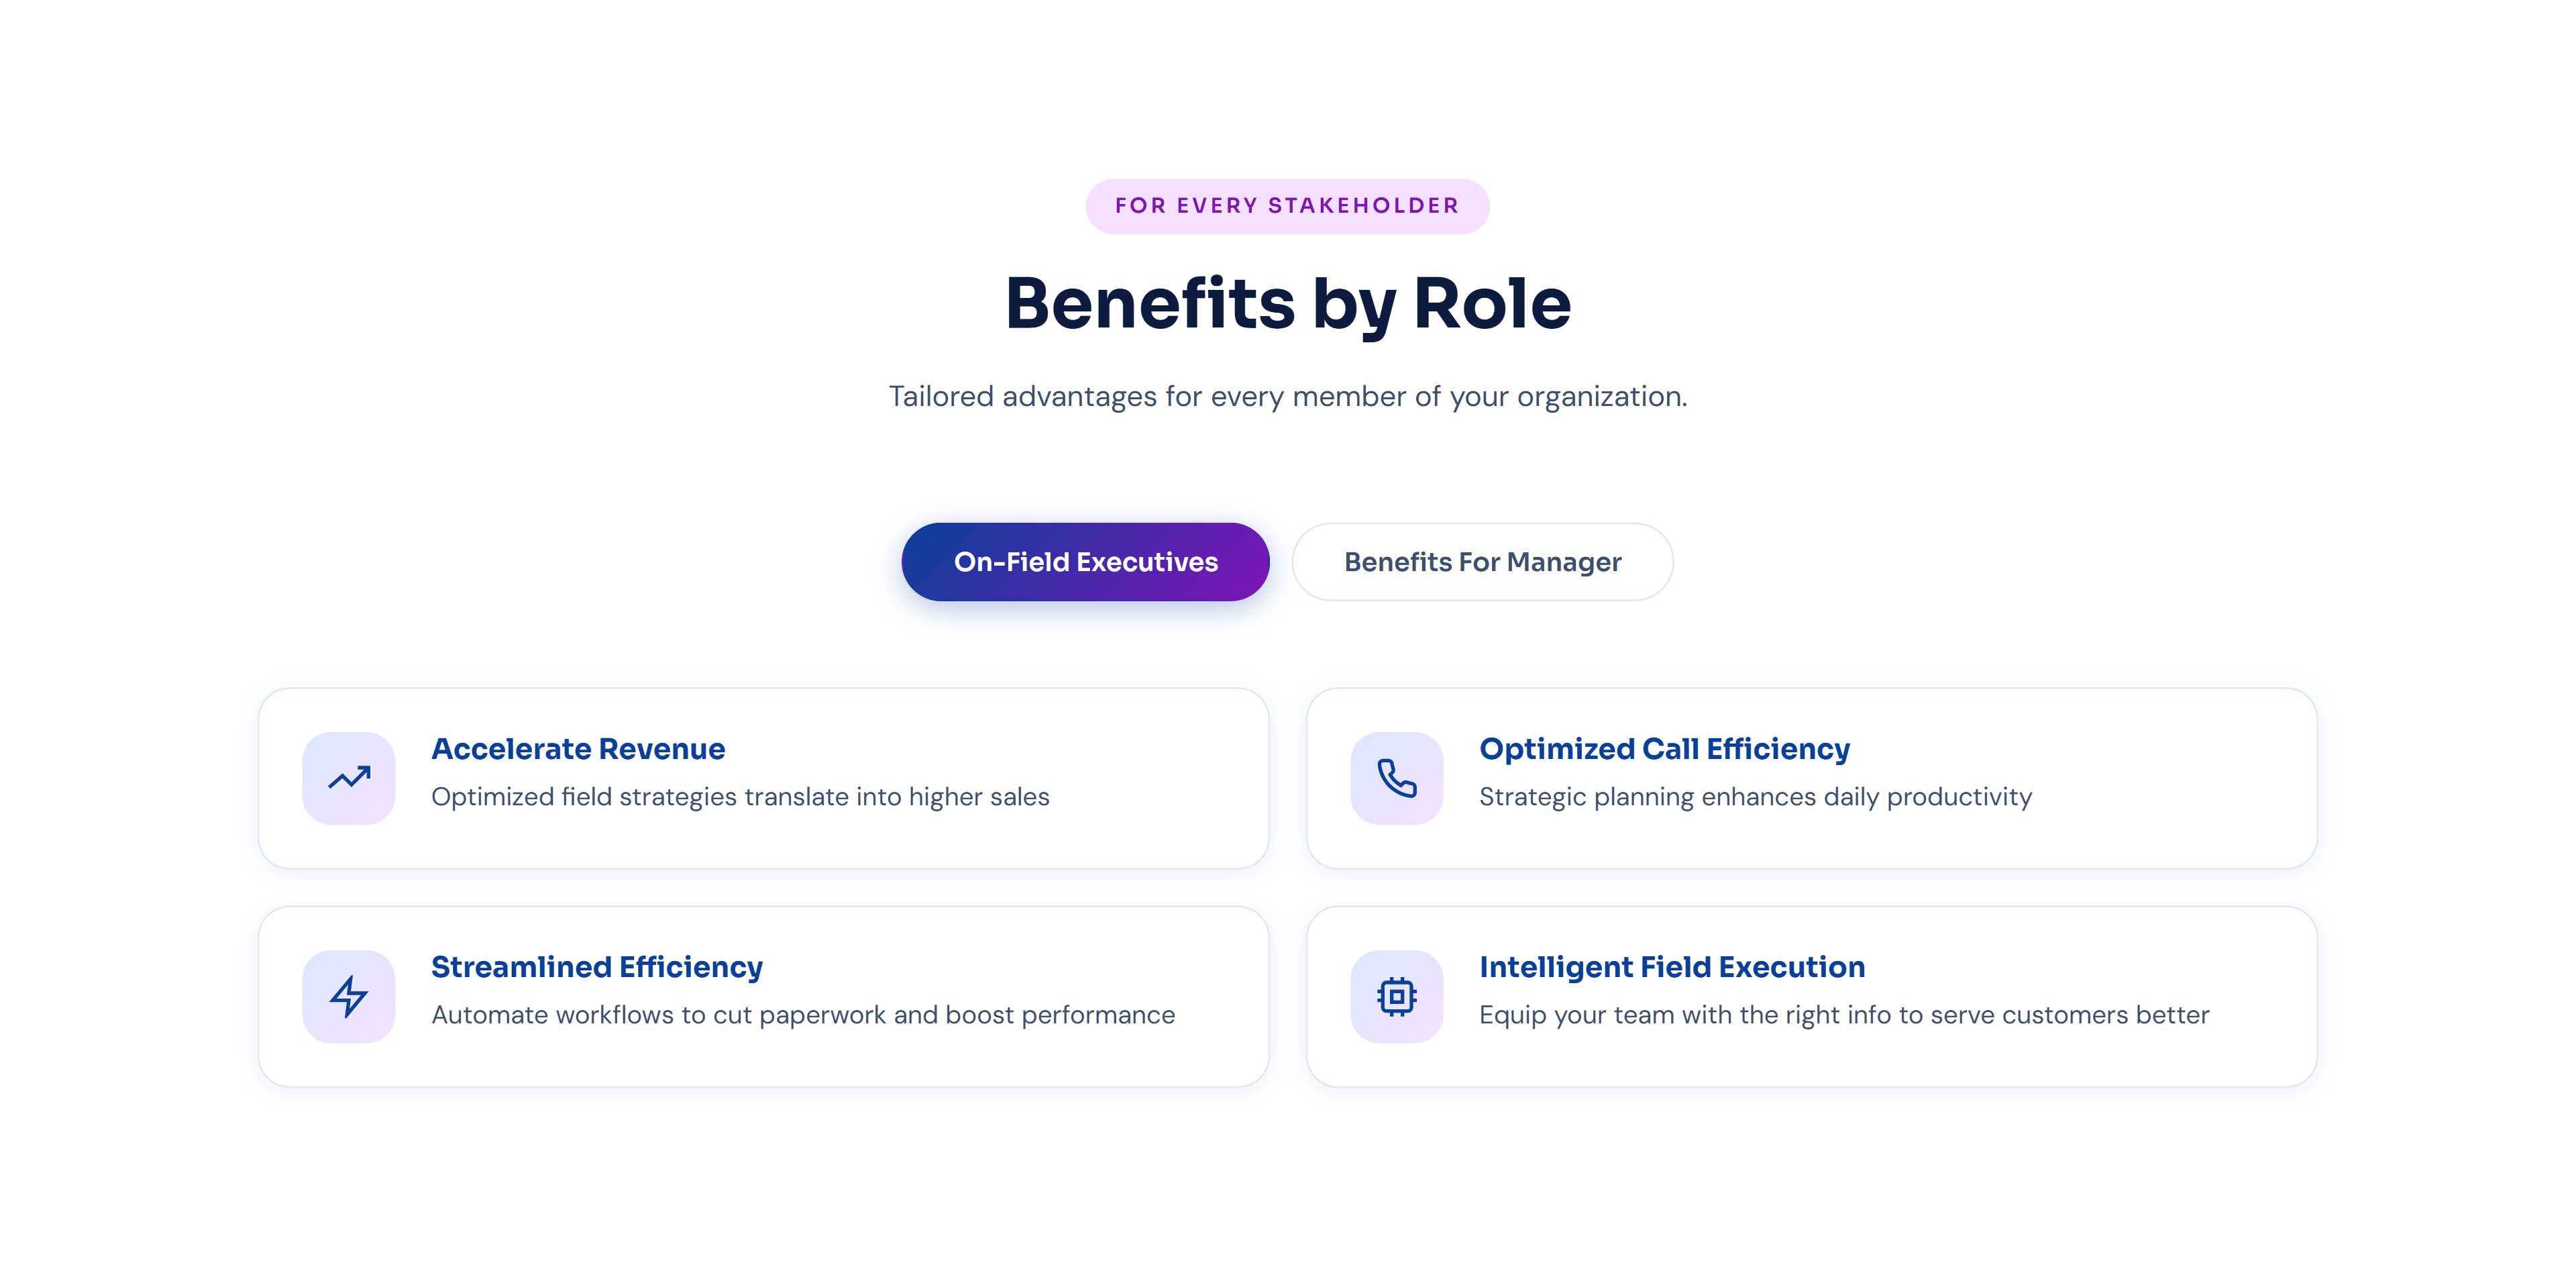 FOR EVERY STAKEHOLDER
Benefits by Role
Tailored advantages for every member of your organization.
On-Field Executives
Benefits For Manager
Accelerate Revenue
Optimized field strategies translate into higher sales
Optimized Call Efficiency
Strategic planning enhances daily productivity
Streamlined Efficiency
Automate workflows to cut paperwork and boost performance
Intelligent Field Execution
Equip your team with the right info to serve customers better